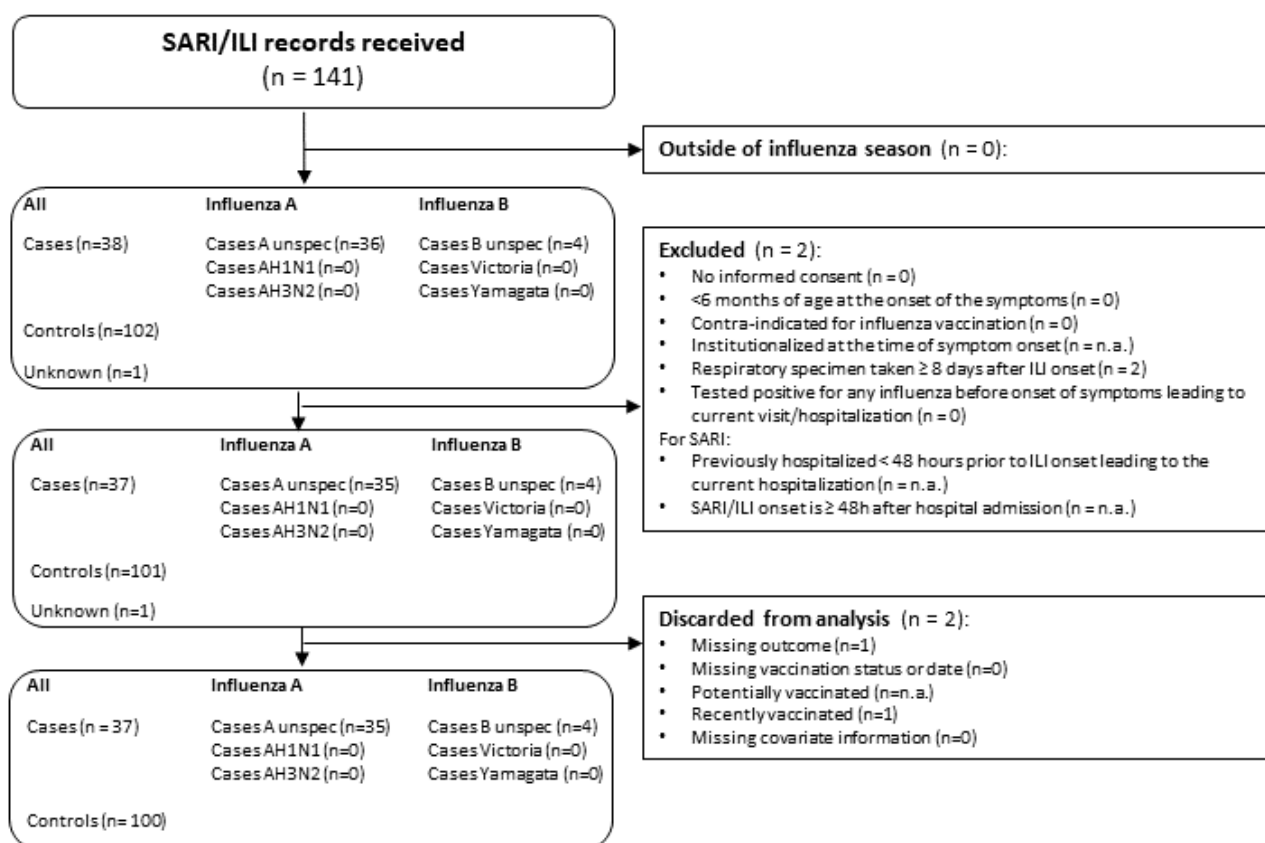 SARI/ILI records received
(n = 141)
Outside of influenza season (n = 0):
All Influenza A Influenza B
Cases (n=38) Cases A unspec (n=36) Cases B unspec (n=4)
Cases AH1N1 (n=0) Cases Victoria (n=0)
Cases AH3N2 (n=0) Cases Yamagata (n=0)
Controls (n=102)
Unknown (n=1)
Excluded (n = 2):
• No informed consent (n = 0)
• <6 months of age at the onset of the symptoms (n = 0)
• Contra-indicated for influenza vaccination (n = 0)
• Institutionalized at the time of symptom onset (n = n.a.)
• Respiratory specimen taken ≥ 8 days after ILI onset (n = 2)
• Tested positive for any influenza before onset of symptoms leading to
current visit/hospitalization (n = 0)
For SARI:
• Previously hospitalized < 48 hours prior to ILI onset leading to the
current hospitalization (n = n.a.)
• SARI/ILI onset is ≥ 48h after hospital admission (n = n.a.)
All Influenza A Influenza B
Cases (n=37) Cases A unspec (n=35) Cases B unspec (n=4)
Cases AH1N1 (n=0) Cases Victoria (n=0)
Cases AH3N2 (n=0) Cases Yamagata (n=0)
Controls (n=101)
Unknown (n=1)
Discarded from analysis (n = 2):
• Missing outcome (n=1)
• Missing vaccination status or date (n=0)
• Potentially vaccinated (n=n.a.)
• Recently vaccinated (n=1)
• Missing covariate information (n=0)
All Influenza A Influenza B
Cases (n = 37) Cases A unspec (n=35) Cases B unspec (n=4)
Cases AH1N1 (n=0) Cases Victoria (n=0)
Cases AH3N2 (n=0) Cases Yamagata (n=0)
Controls (n= 100)